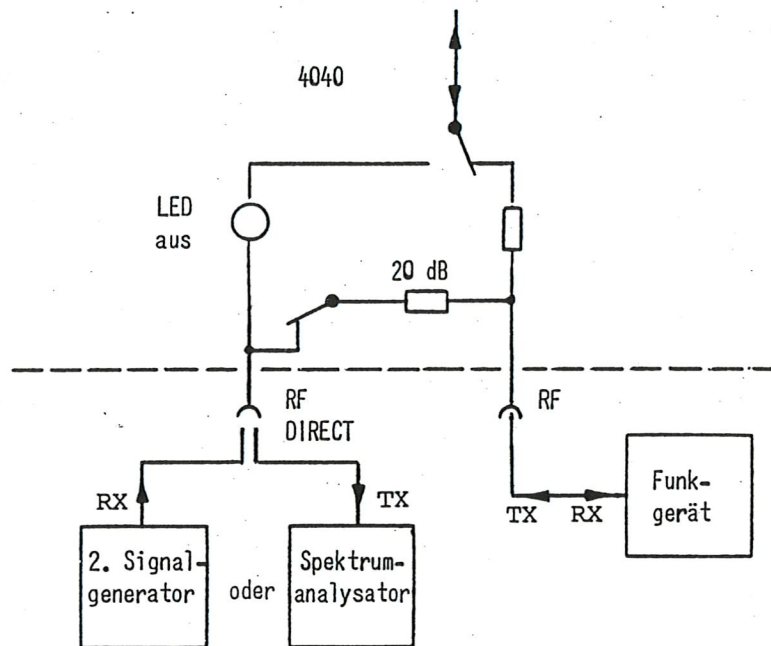 4040
LED
aus
20 dB
RF
DIRECT
RF
RX
TX
TX RX
Funk-
gerät
2. Signal-
generator
oder
Spektrum-
analysator